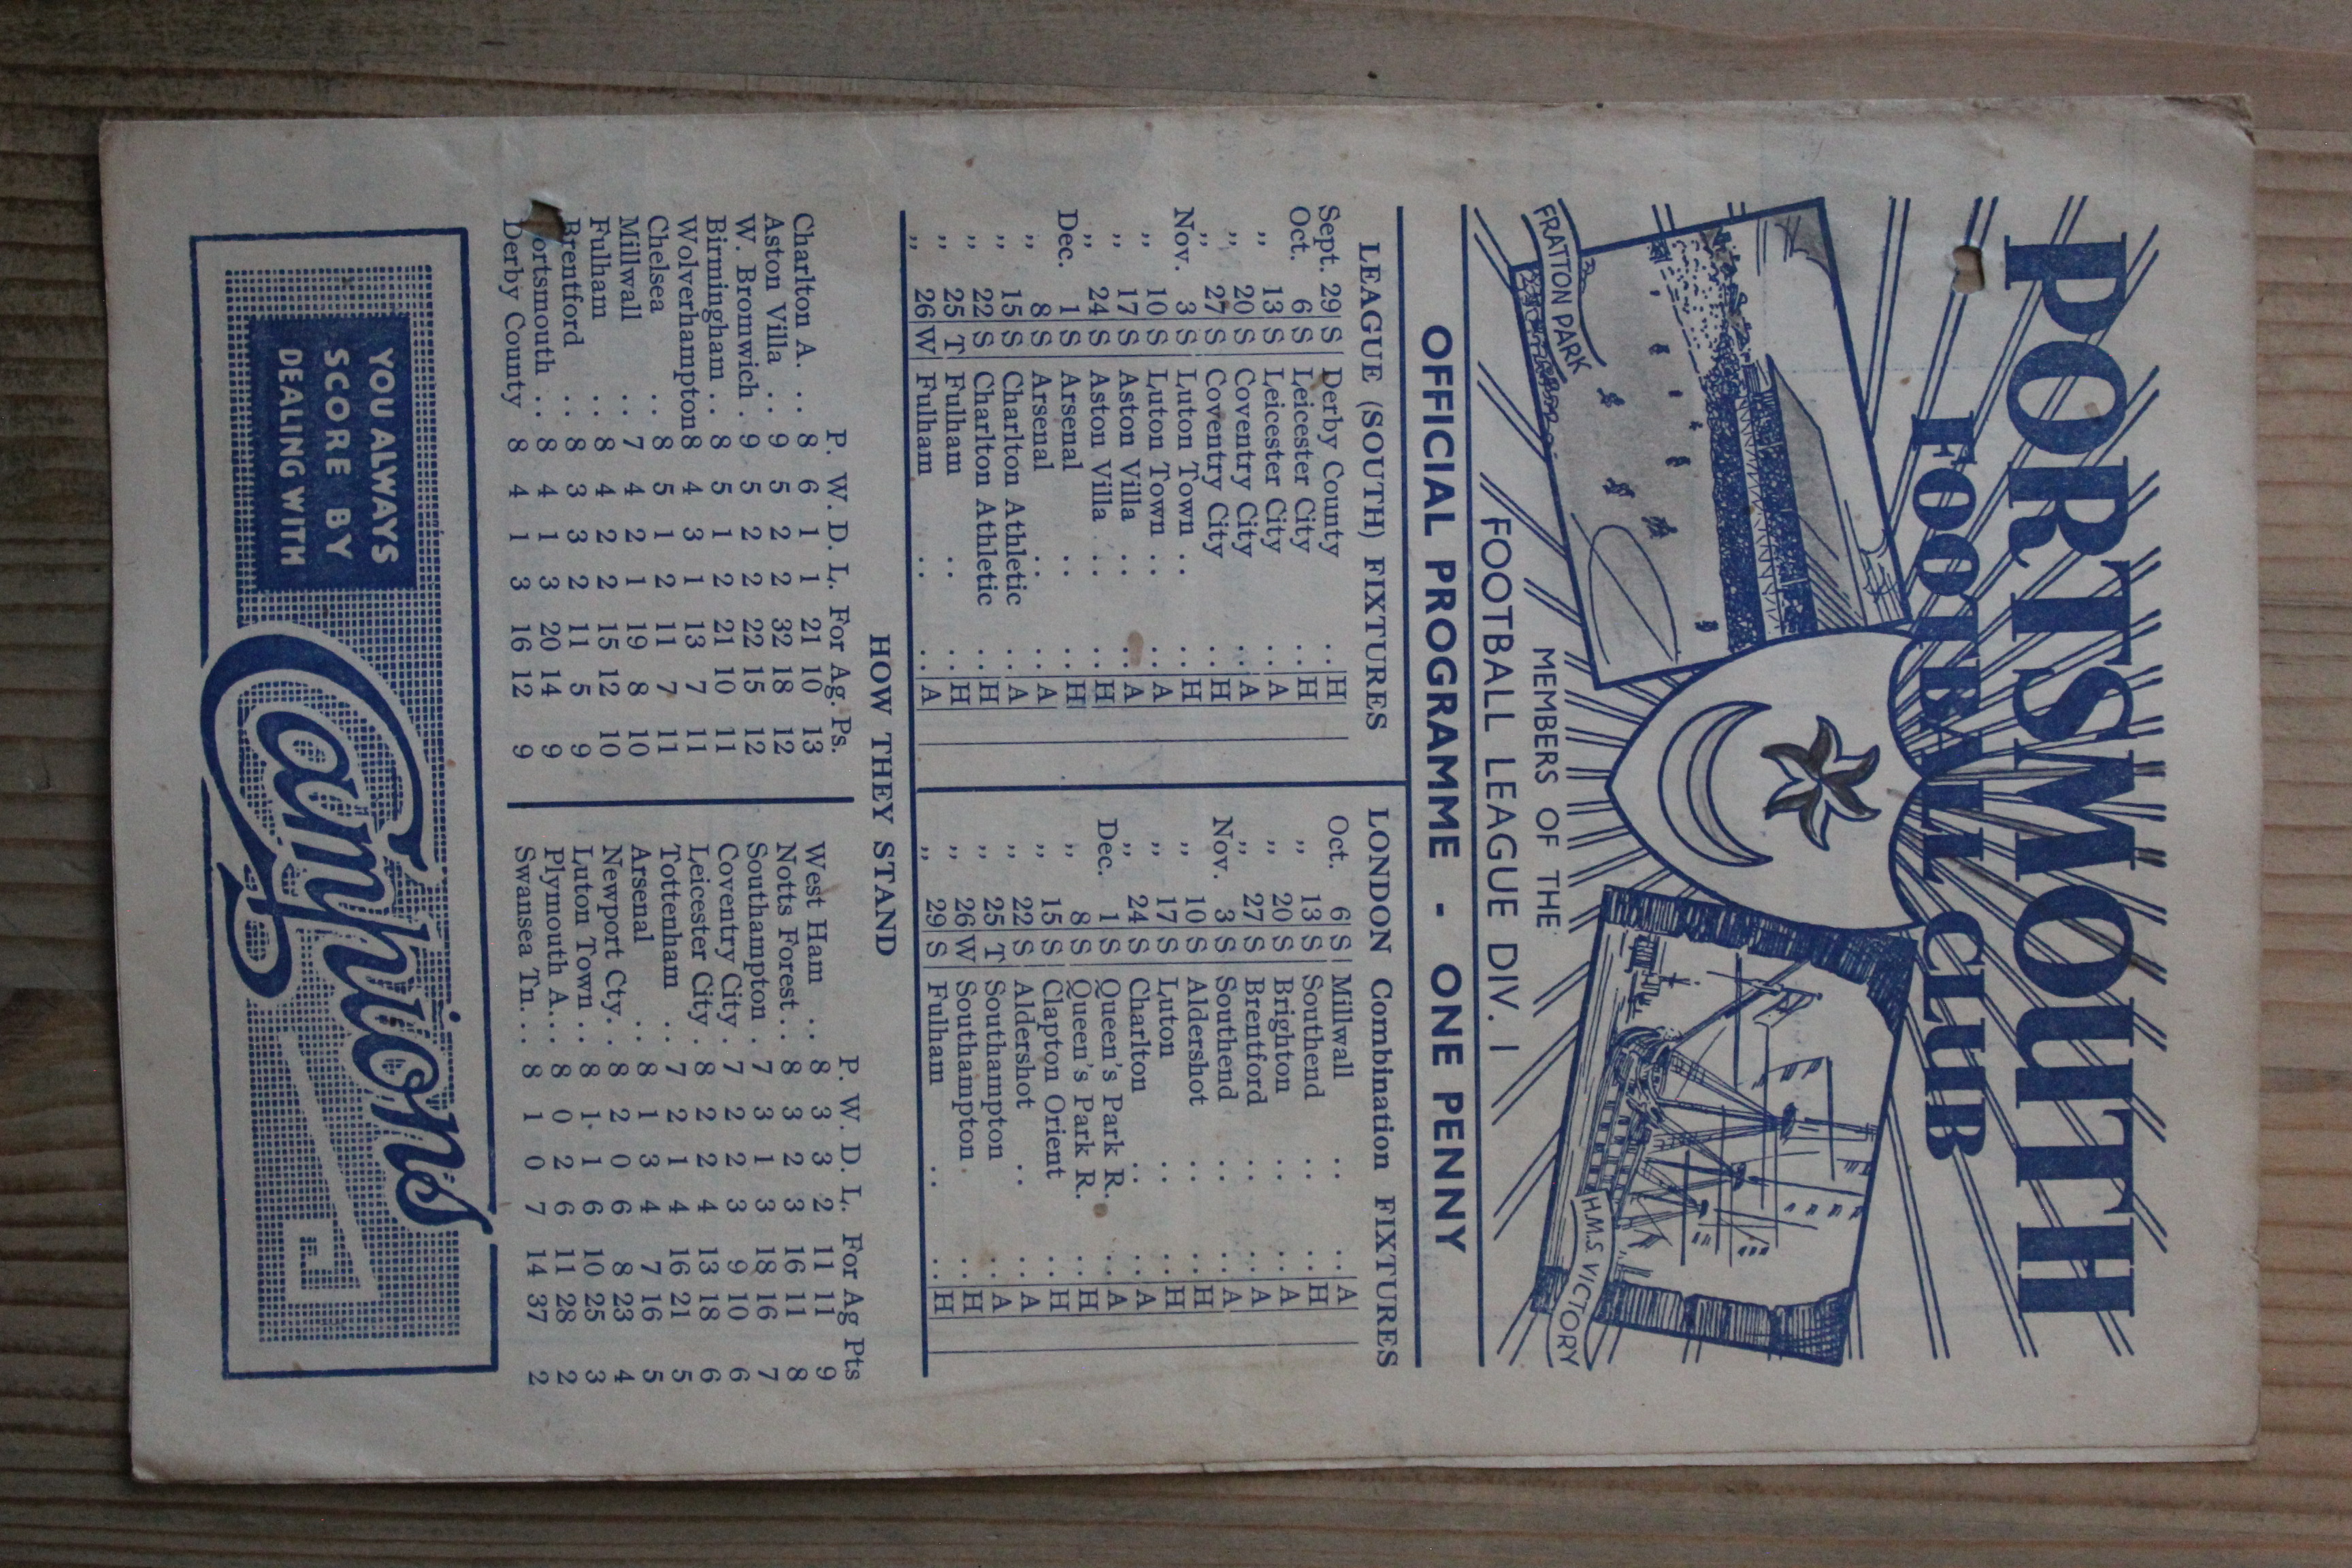 PORTSMOUTH
FOOTBALL CLUB
FRATTON PARK
H.M.S. VICTORY
MEMBERS OF THE
FOOTBALL LEAGUE DIV. 1
OFFICIAL PROGRAMME - ONE PENNY
LEAGUE (SOUTH) FIXTURES
Sept. 29 S Derby County .. H
Oct. 6 S Leicester City .. H
,, 13 S Leicester City .. A
,, 20 S Coventry City .. A
,, 27 S Coventry City .. H
Nov. 3 S Luton Town .. .. H
,, 10 S Luton Town .. .. A
,, 17 S Aston Villa .. .. A
,, 24 S Aston Villa .. .. H
Dec. 1 S Arsenal .. .. H
,, 8 S Arsenal .. .. A
,, 15 S Charlton Athletic .. A
,, 22 S Charlton Athletic .. H
,, 25 T Fulham .. .. H
,, 26 W Fulham .. .. A
LONDON Combination FIXTURES
Oct. 6 S Millwall .. .. A
,, 13 S Southend .. .. H
,, 20 S Brighton .. .. A
,, 27 S Brentford .. .. A
Nov. 3 S Southend .. .. A
,, 10 S Aldershot .. .. H
,, 17 S Luton .. .. H
,, 24 S Charlton .. .. A
Dec. 1 S Queen's Park R. .. A
,, 8 S Queen's Park R. .. H
,, 15 S Clapton Orient .. H
,, 22 S Aldershot .. .. A
,, 25 T Southampton .. A
,, 26 W Southampton. .. H
,, 29 S Fulham .. .. H
HOW THEY STAND
P. W. D. L. For Ag. Ps.
Charlton A. .. 8 6 1 1 21 10 13
Aston Villa .. 9 5 2 2 32 18 12
W. Bromwich . 9 5 2 2 22 15 12
Birmingham .. 8 5 1 2 21 10 11
Wolverhampton 8 4 3 1 13 7 11
Chelsea .. 8 5 1 2 11 7 11
Millwall .. 7 4 2 1 19 8 10
Fulham .. 8 4 2 2 15 12 10
Brentford .. 8 3 3 2 11 5 9
ortsmouth .. 8 4 1 3 20 14 9
Derby County 8 4 1 3 16 12 9
P. W. D. L. For Ag Pts
West Ham .. 8 3 3 2 11 11 9
Notts Forest .. 8 3 2 3 16 11 8
Southampton . 7 3 1 3 18 16 7
Coventry City . 7 2 2 3 9 10 6
Leicester City . 8 2 2 4 13 18 6
Tottenham .. 7 2 1 4 16 21 5
Arsenal .. 8 1 3 4 7 16 5
Newport Cty. . 8 2 0 6 8 23 4
Luton Town .. 8 1 1 6 10 25 3
Plymouth A. .. 8 0 2 6 11 28 2
Swansea Tn. .. 8 1 0 7 14 37 2
YOU ALWAYS
SCORE BY
DEALING WITH
Campions